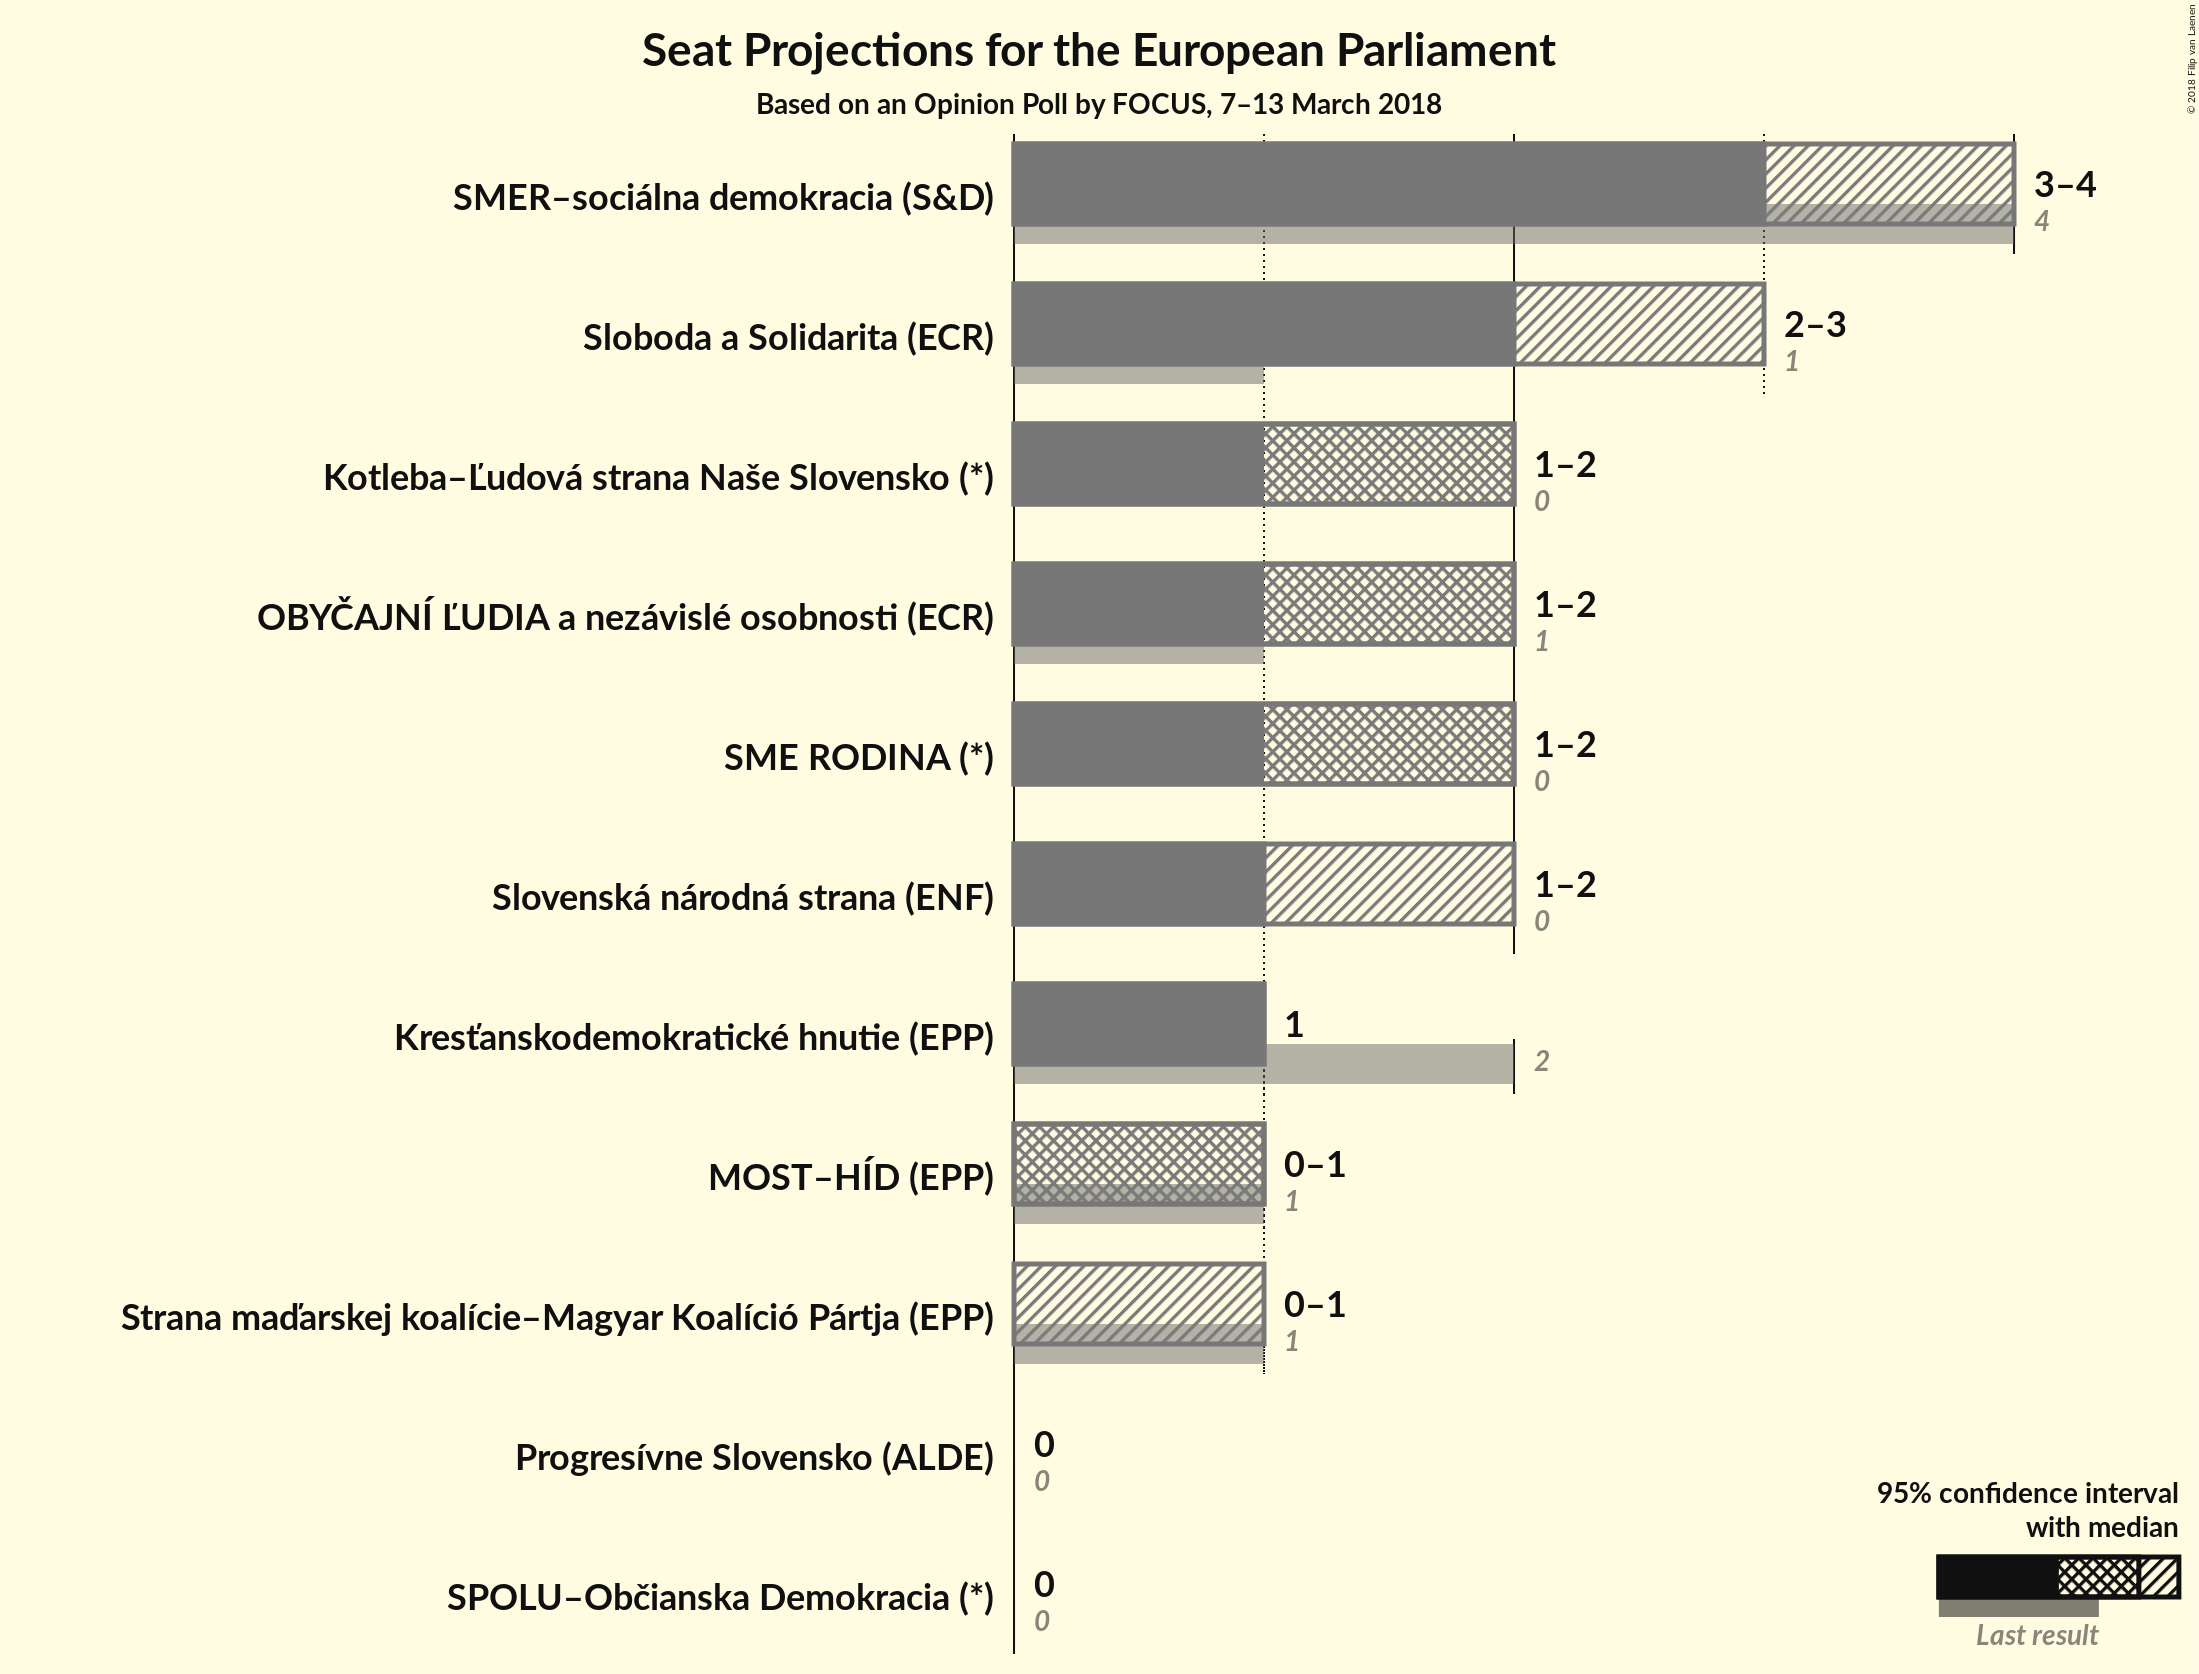 Seat Projections for the European Parliament
Based on an Opinion Poll by FOCUS, 7–13 March 2018
© 2018 Filip van Laenen
SMER–sociálna demokracia (S&D)
3–4
4
Sloboda a Solidarita (ECR)
2–3
1
Kotleba–Ľudová strana Naše Slovensko (*)
1–2
0
OBYČAJNÍ ĽUDIA a nezávislé osobnosti (ECR)
1–2
1
SME RODINA (*)
1–2
0
Slovenská národná strana (ENF)
1–2
0
Kresťanskodemokratické hnutie (EPP)
1
2
MOST–HÍD (EPP)
0–1
1
Strana maďarskej koalície–Magyar Koalíció Pártja (EPP)
0–1
1
Progresívne Slovensko (ALDE)
0
0
SPOLU–Občianska Demokracia (*)
0
0
95% confidence interval
with median
Last result